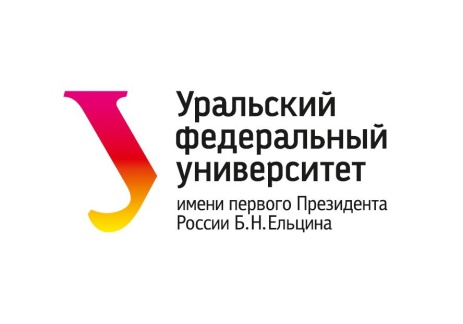 У
Уральский
федеральный
университет
имени первого Президента
России Б.Н.Ельцина